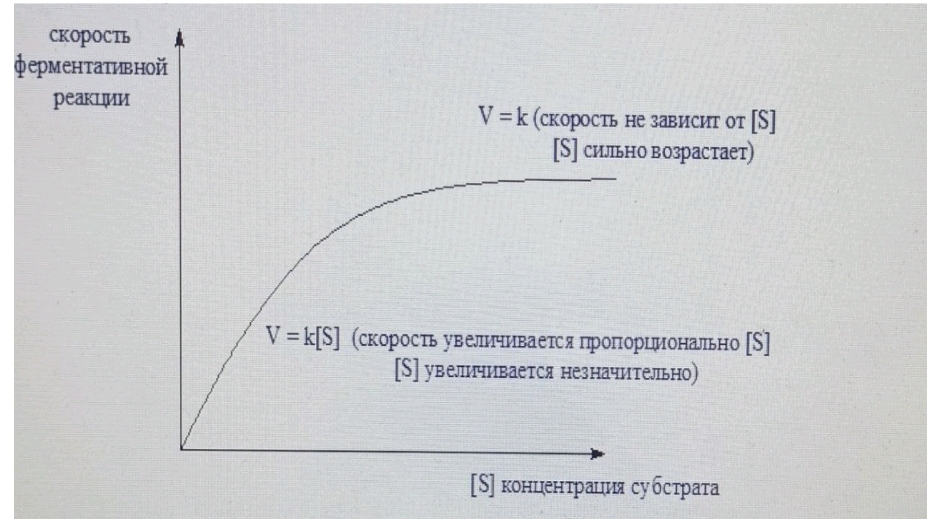 скорость
ферментативной
реакции
V = k (скорость не зависит от [S]
[S] сильно возрастает)
V = k[S] (скорость увеличивается пропорционально [S]
[S] увеличивается незначительно)
[S] концентрация субстрата